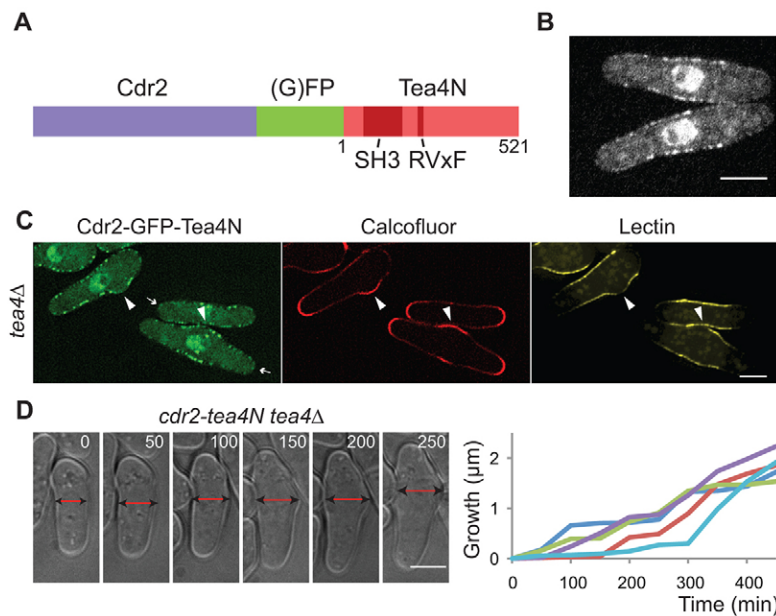 A
B
Cdr2 (G)FP Tea4N
1 521
SH3 RVxF
C
Cdr2-GFP-Tea4N Calcofluor Lectin
tea4Δ
D
cdr2-tea4N tea4Δ
0 50 100 150 200 250
Growth (μm)
2
1
0
0 100 200 300 400
Time (min)